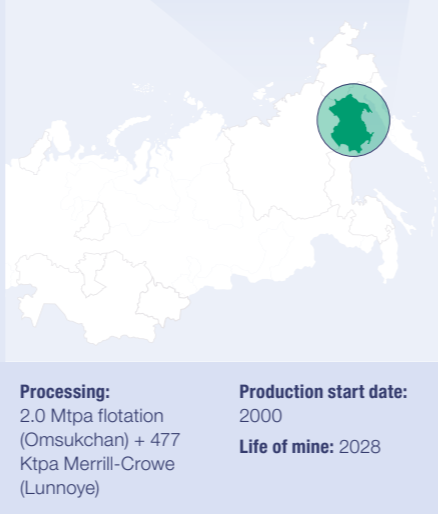 Processing:
2.0 Mtpa flotation
(Omsukchan) + 477
Ktpa Merrill-Crowe
(Lunnoye)
Production start date:
2000
Life of mine: 2028